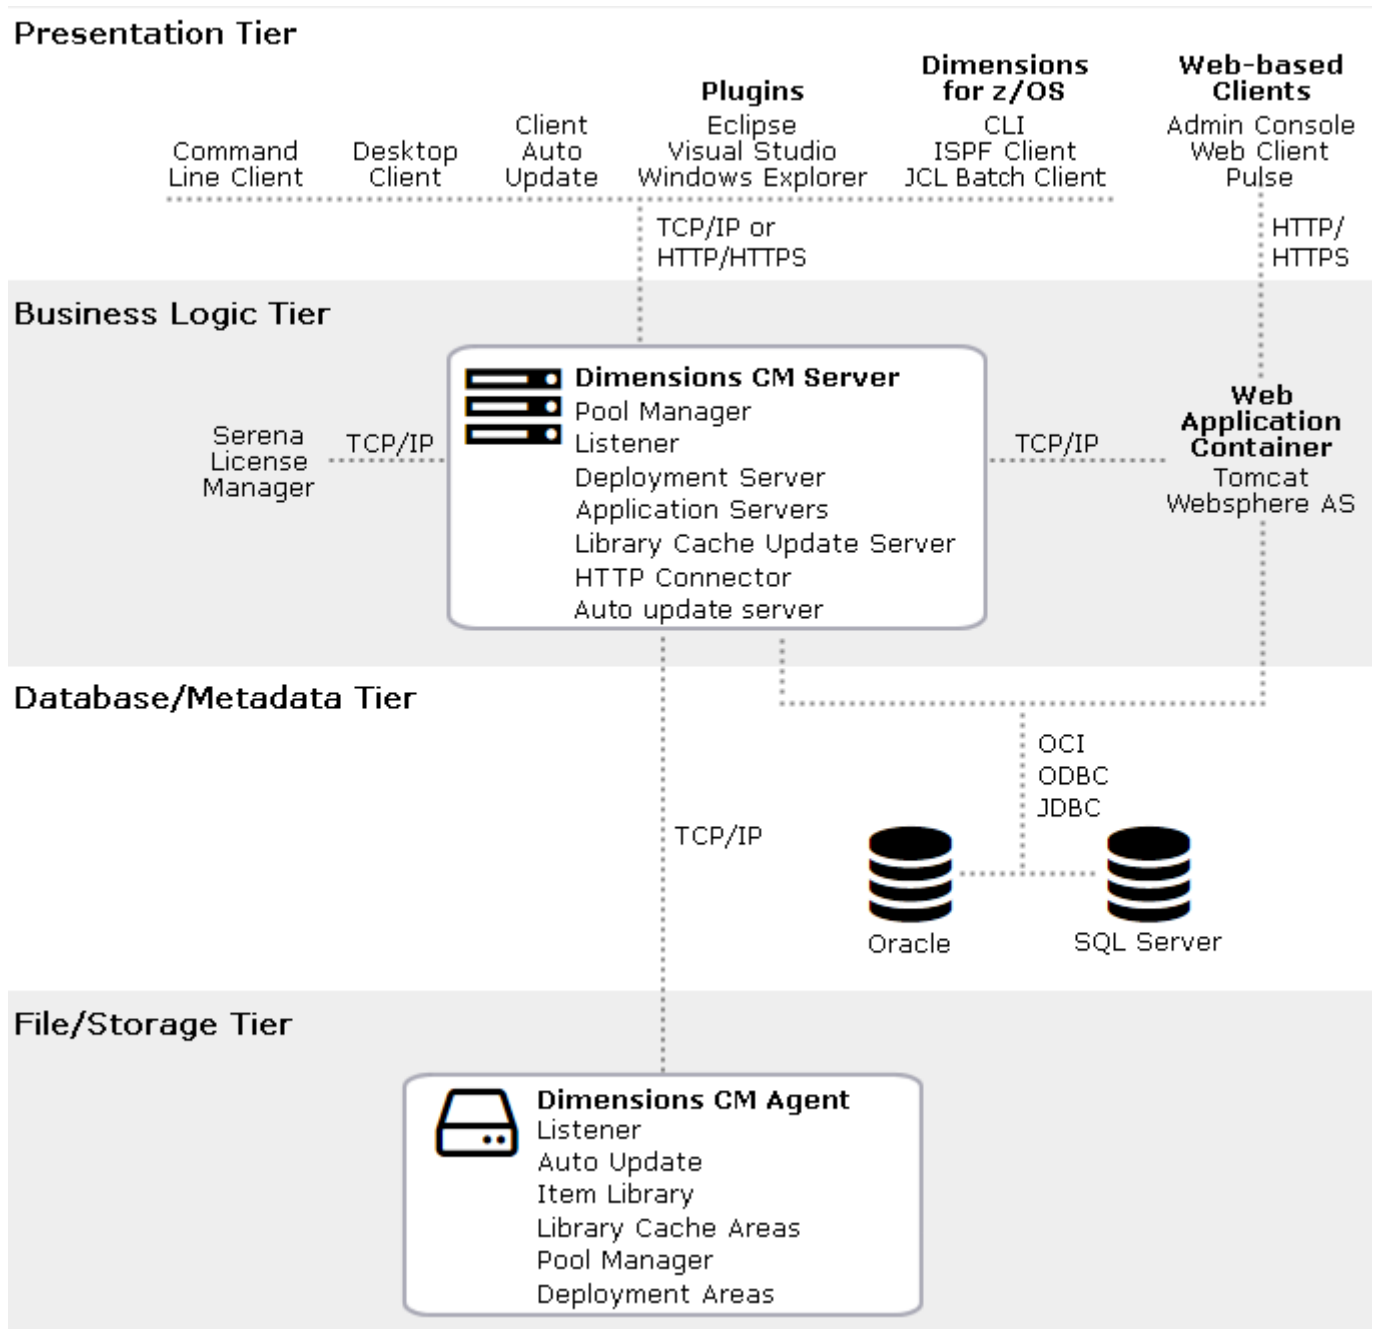 Presentation Tier
Command
Line Client
Desktop
Client
Client
Auto
Update
Plugins
Eclipse
Visual Studio
Windows Explorer
Dimensions
for z/OS
CLI
ISPF Client
JCL Batch Client
Web-based
Clients
Admin Console
Web Client
Pulse
TCP/IP or
HTTP/HTTPS
HTTP/
HTTPS
Business Logic Tier
Serena
License
Manager
TCP/IP
Dimensions CM Server
Pool Manager
Listener
Deployment Server
Application Servers
Library Cache Update Server
HTTP Connector
Auto update server
TCP/IP
Web
Application
Container
Tomcat
Websphere AS
Database/Metadata Tier
OCI
ODBC
JDBC
TCP/IP
Oracle
SQL Server
File/Storage Tier
Dimensions CM Agent
Listener
Auto Update
Item Library
Library Cache Areas
Pool Manager
Deployment Areas